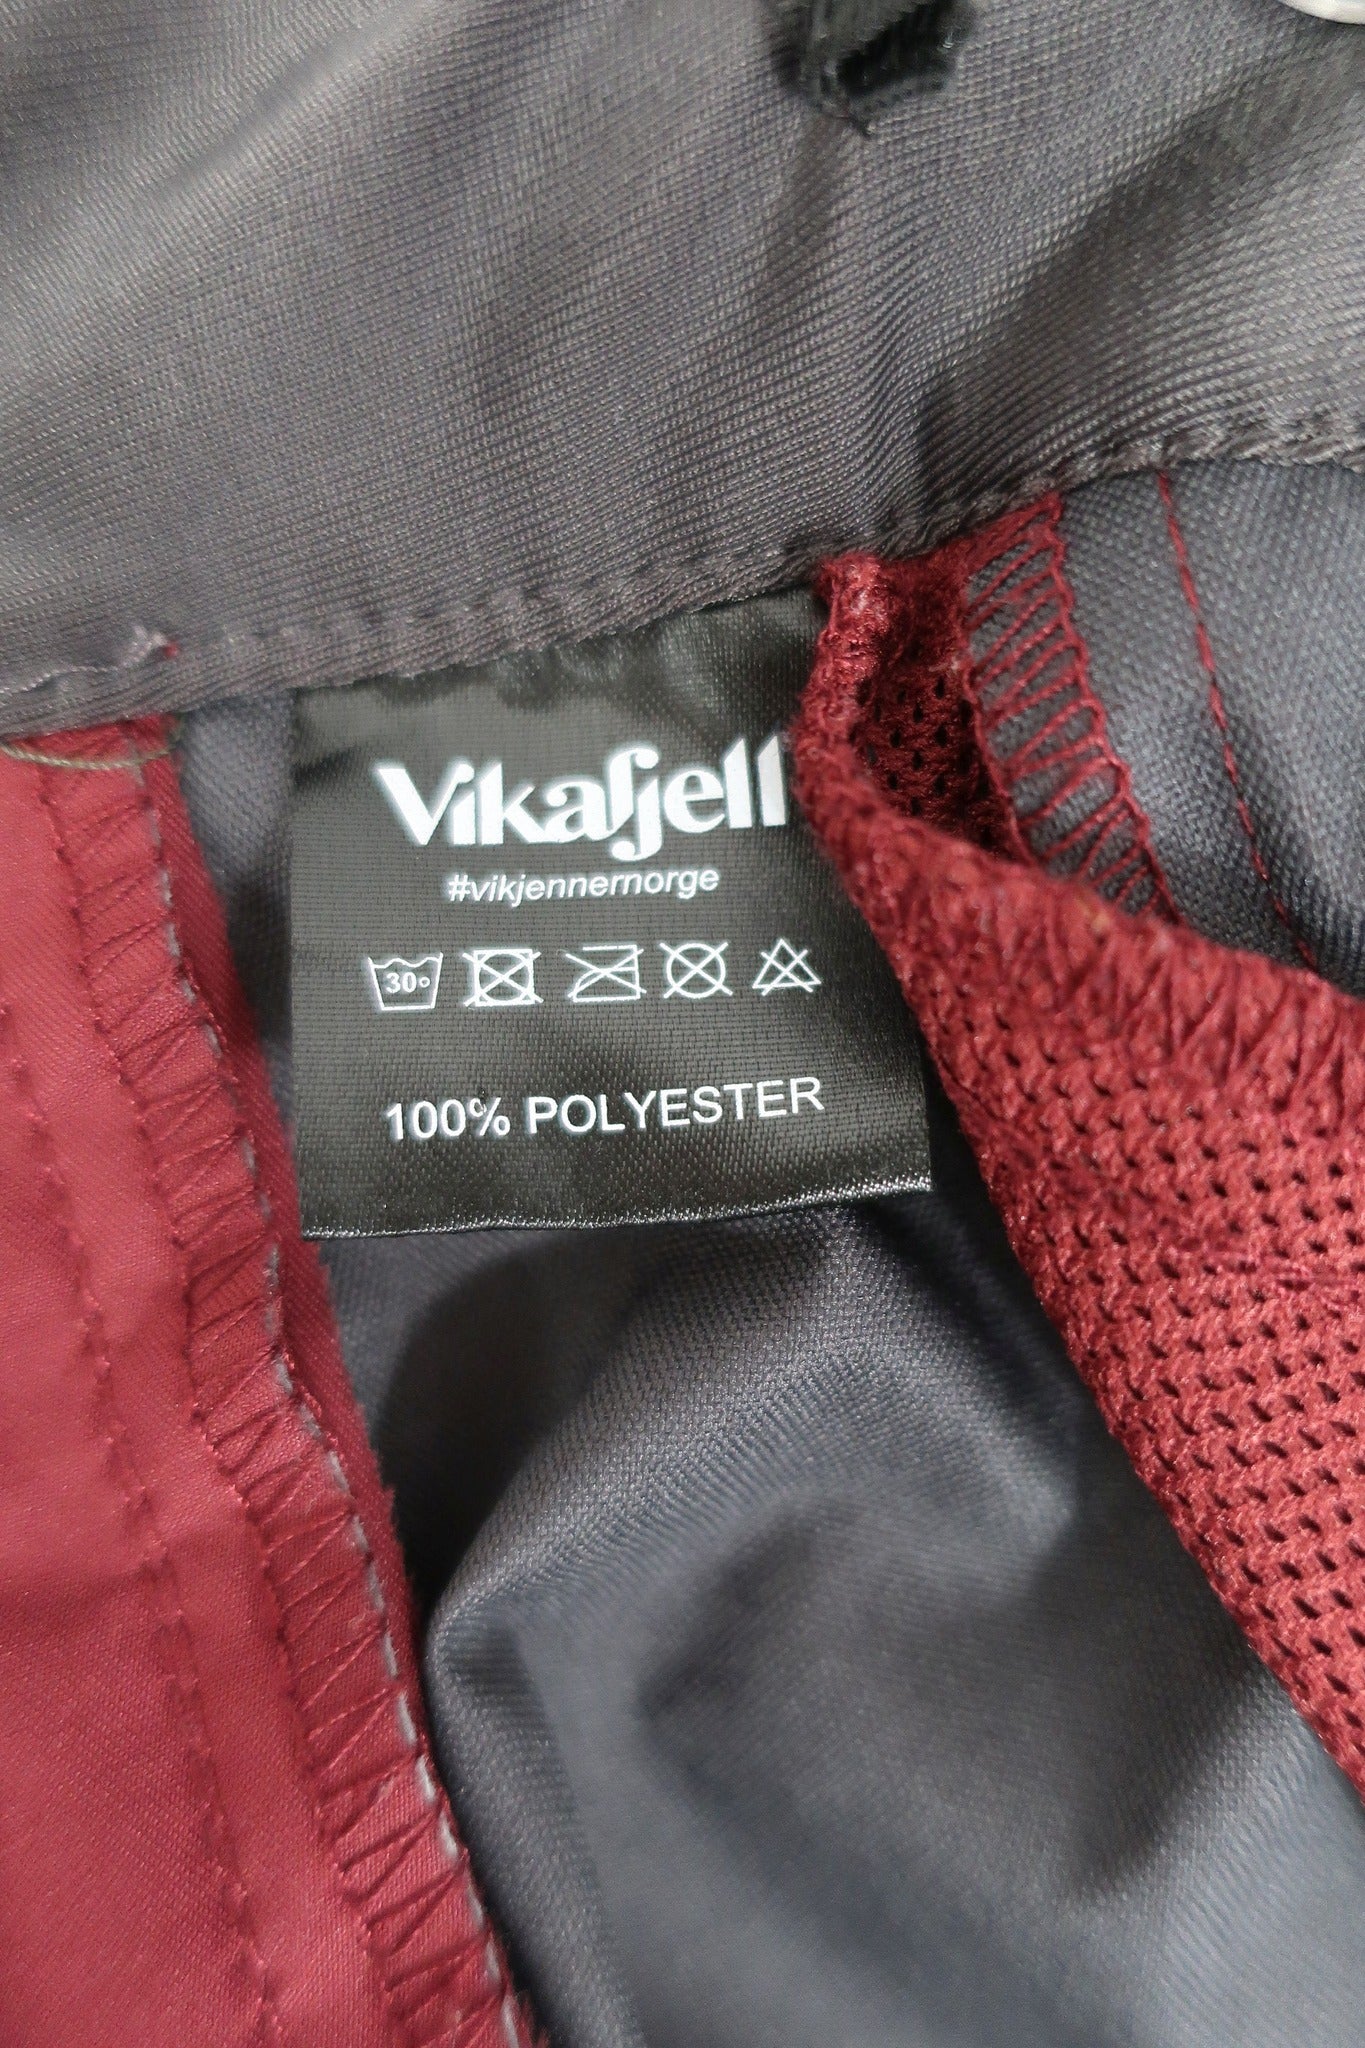 Vikafjell
#vikjennernorge
30°
100% POLYESTER